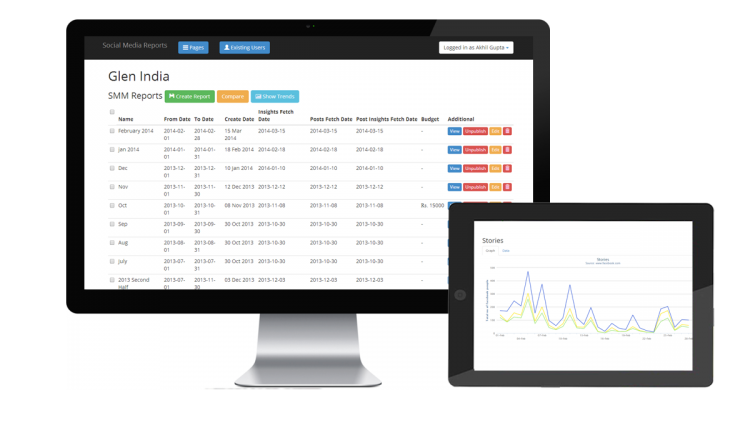 Social Media Reports Pages Existing Users Logged in as Akhil Gupta
Glen India
SMM Reports Create Report Compare Show Trends
Name From Date To Date Create Date Insights Fetch Date Posts Fetch Date Post Insights Fetch Date Budget Additional
February 2014 2014-02-01 2014-02-28 15 Mar 2014 2014-03-15 2014-03-15 2014-03-15 - View Unpublish Edit
Jan 2014 2014-01-01 2014-01-31 18 Feb 2014 2014-02-18 2014-02-18 2014-02-18 - View Unpublish Edit
Dec 2013-12-01 2013-12-31 10 Jan 2014 2014-01-10 2014-01-10 2014-01-10 - View Unpublish Edit
Nov 2013-11-01 2013-11-30 12 Dec 2013 2013-12-12 2013-12-12 2013-12-12 - View Unpublish Edit
Oct 2013-10-01 2013-10-31 08 Nov 2013 2013-11-08 2013-11-08 2013-11-08 Rs. 15000
Sep 2013-09-01 2013-09-30 30 Oct 2013 2013-10-30 2013-10-30 2013-10-30 -
Aug 2013-08-01 2013-08-31 30 Oct 2013 2013-10-30 2013-10-30 2013-10-30 -
July 2013-07-01 2013-07-31 30 Oct 2013 2013-10-30 2013-10-30 2013-10-30 -
2013 Second Half 2013-07-01 2013-11-30 03 Dec 2013 2013-12-03 2013-12-03 2013-12-03 -
Stories
Stories